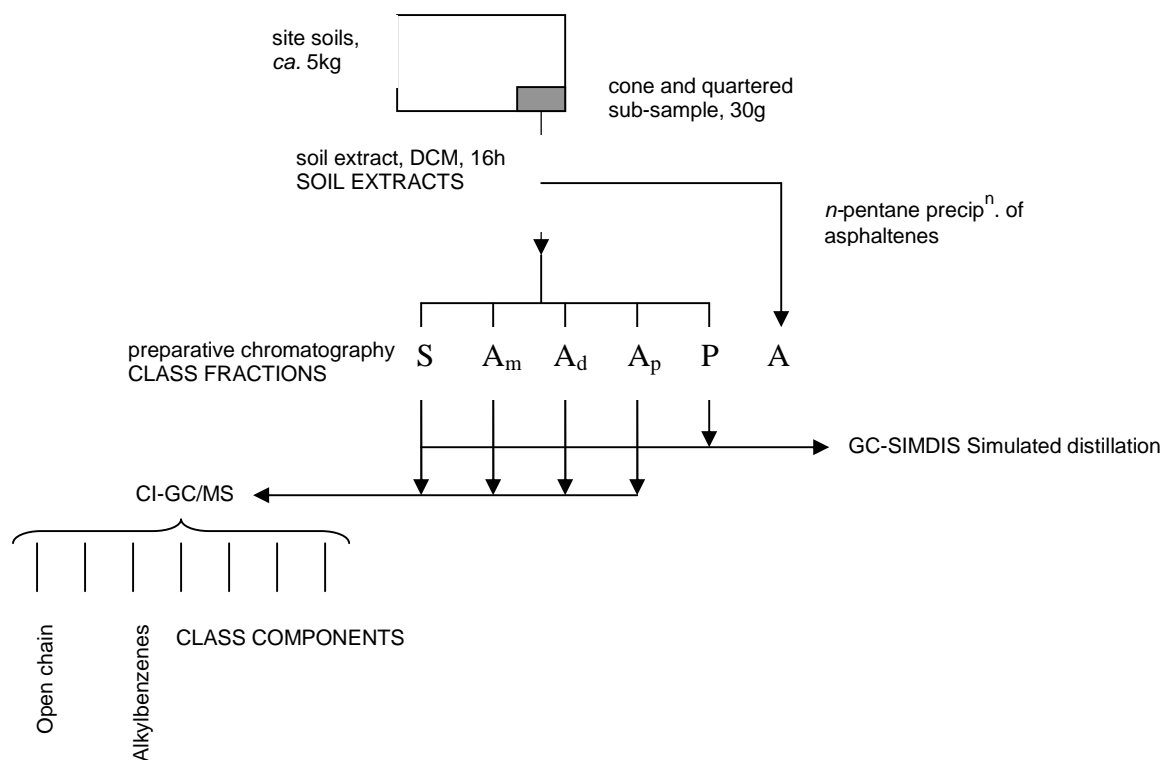 site soils,
ca. 5kg
cone and quartered
sub-sample, 30g
soil extract, DCM, 16h
SOIL EXTRACTS
n-pentane precipⁿ. of
asphaltenes
preparative chromatography
CLASS FRACTIONS
S Aₘ A_d Aₚ P A
GC-SIMDIS Simulated distillation
CI-GC/MS
Open chain
Alkylbenzenes
CLASS COMPONENTS